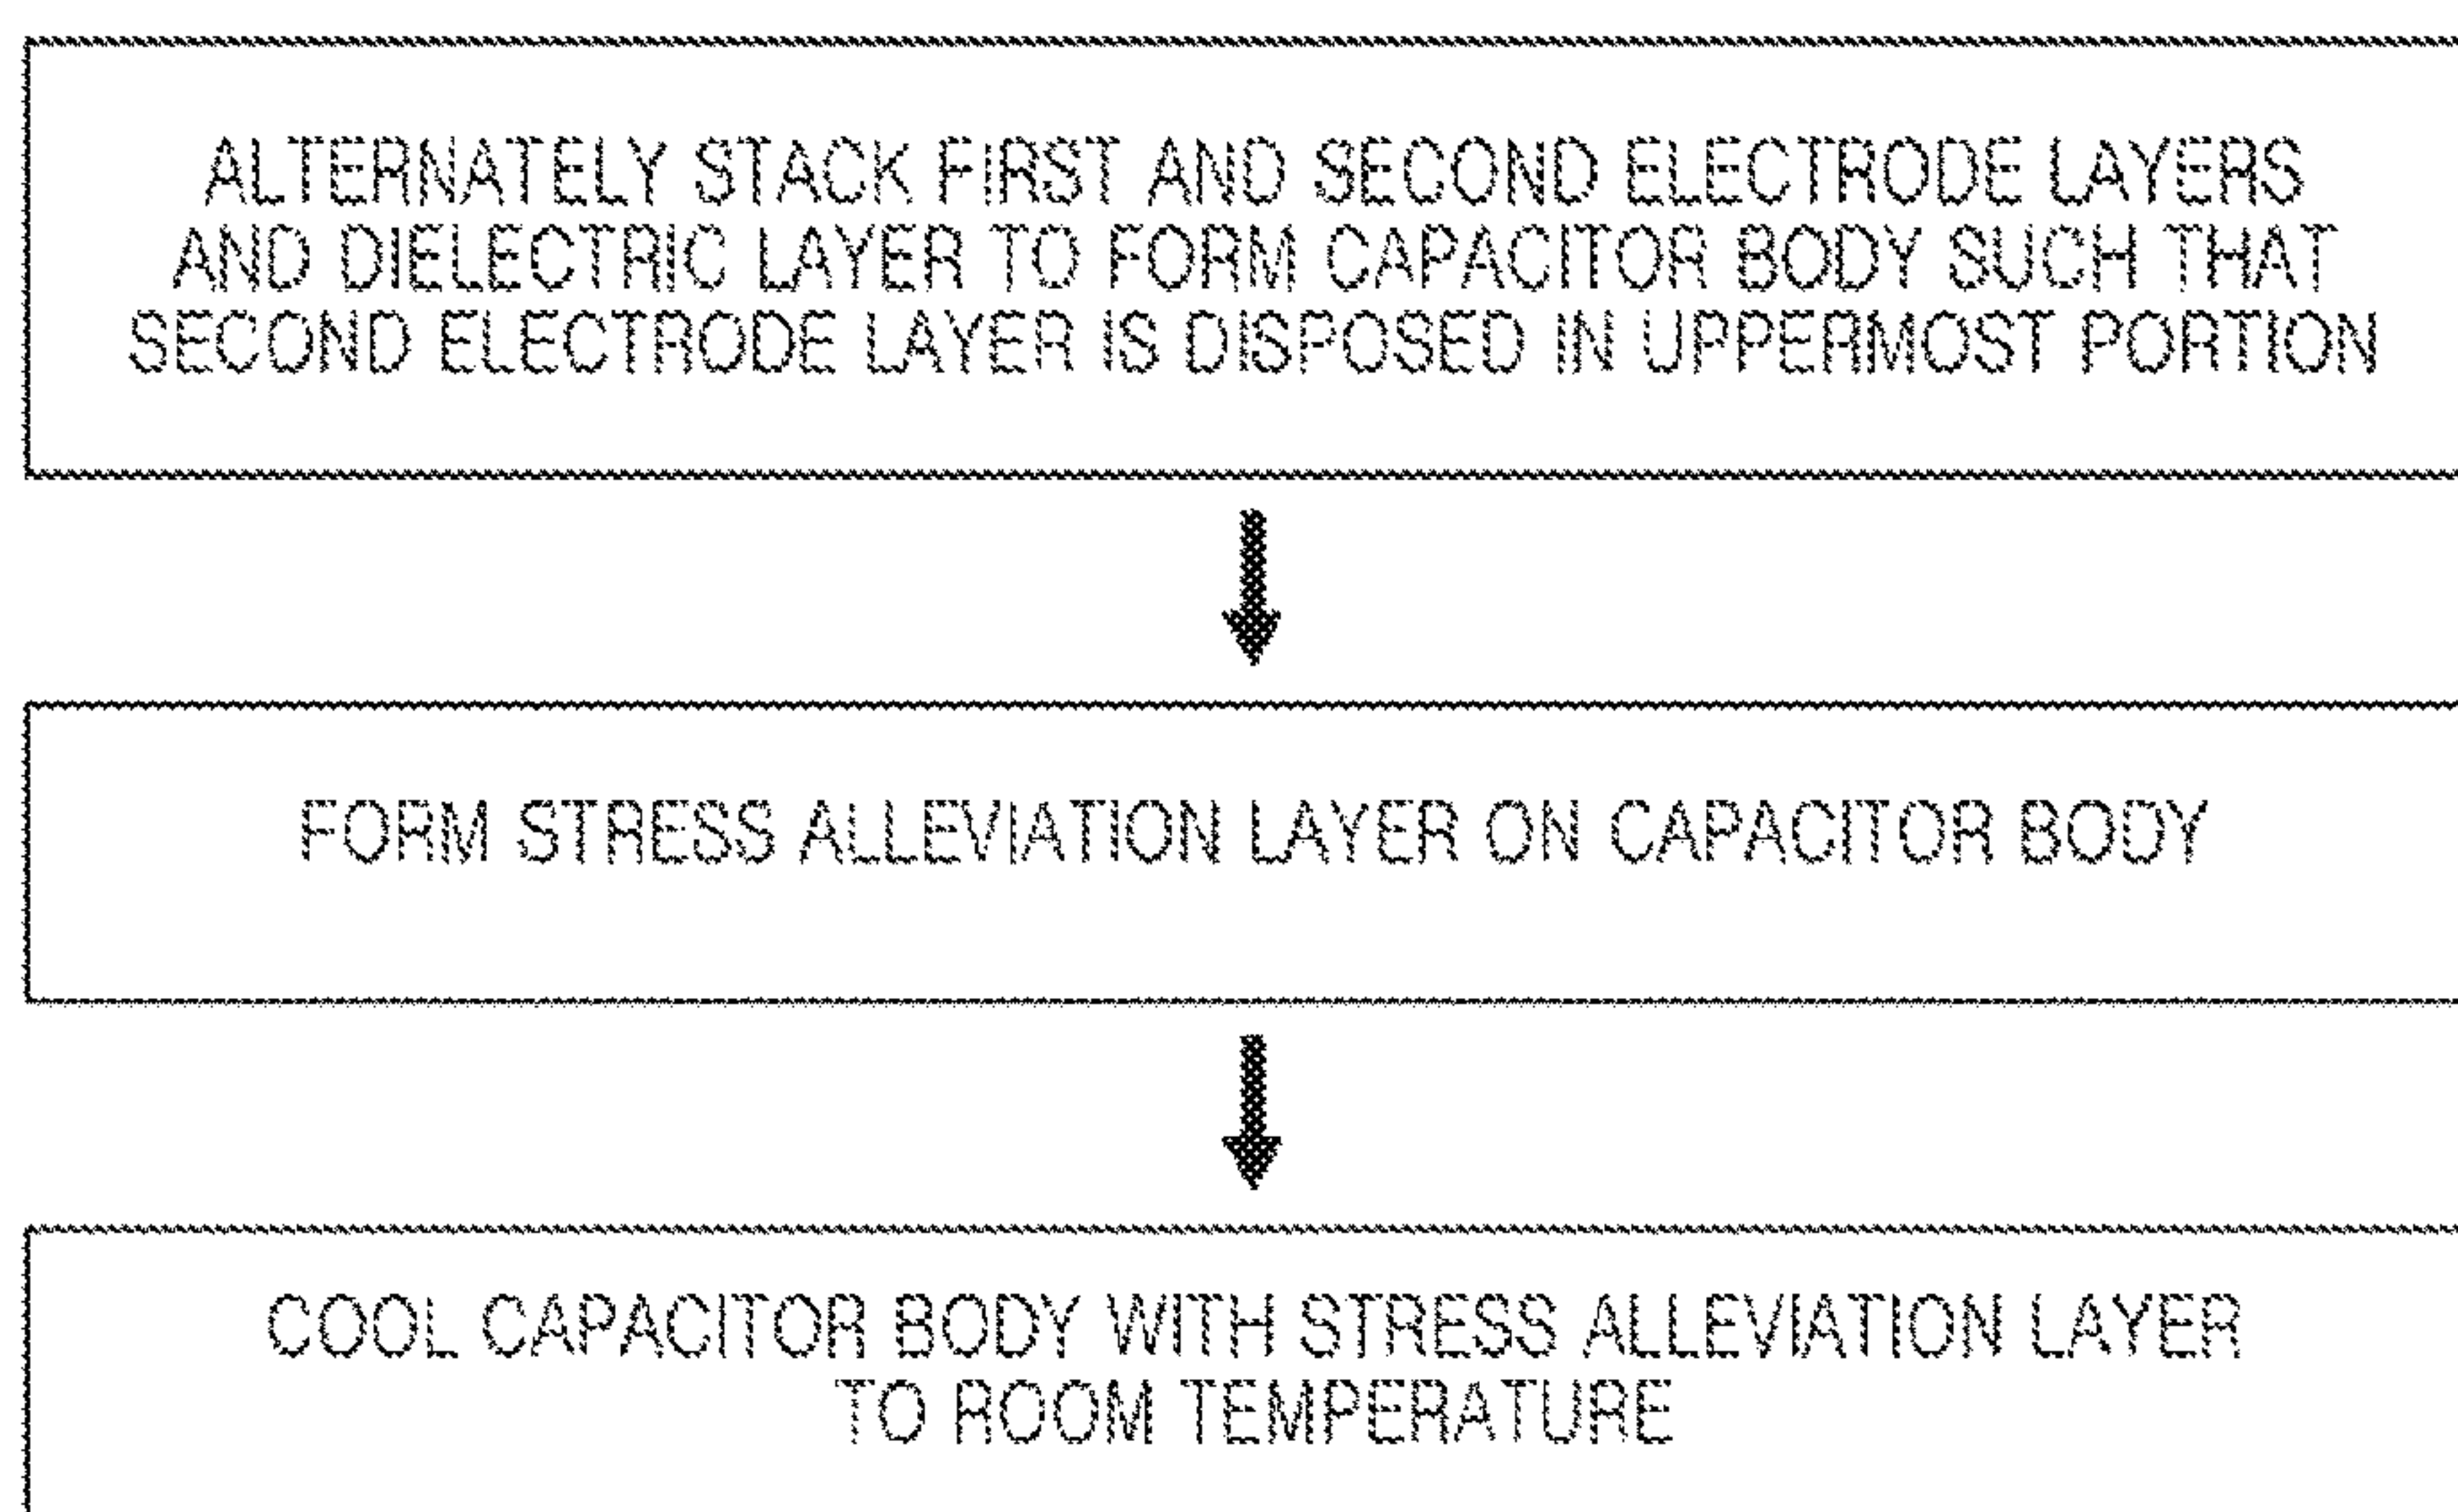 ALTERNATELY STACK FIRST AND SECOND ELECTRODE LAYERS
AND DIELECTRIC LAYER TO FORM CAPACITOR BODY SUCH THAT
SECOND ELECTRODE LAYER IS DISPOSED IN UPPERMOST PORTION
FORM STRESS ALLEVIATION LAYER ON CAPACITOR BODY
COOL CAPACITOR BODY WITH STRESS ALLEVIATION LAYER
TO ROOM TEMPERATURE